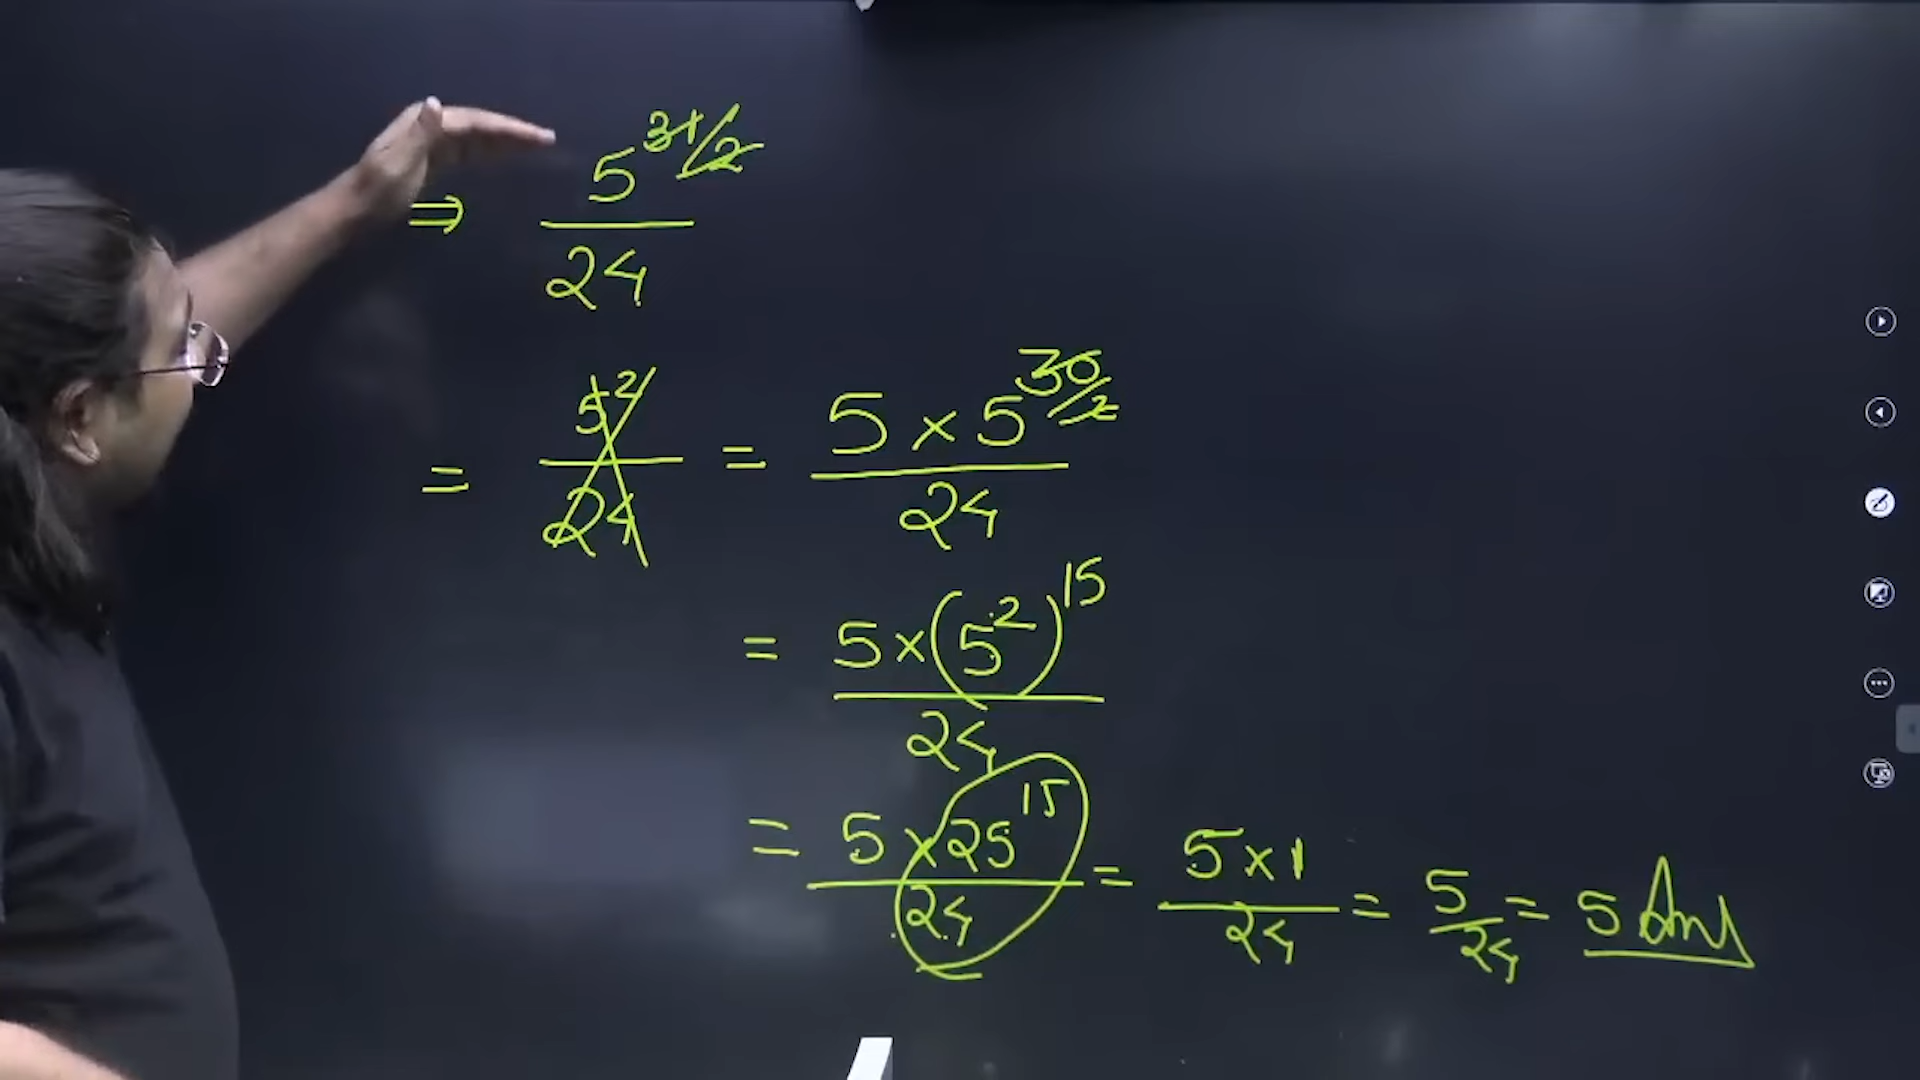 ⇒ 5^31/2 / 24
= 5^2 / 24 = 5 × 5^30/2 / 24
= 5 × (5^2)^15 / 24
= 5 × 25^15 / 24 = 5 × 1 / 24 = 5 / 24 = 5 Ans